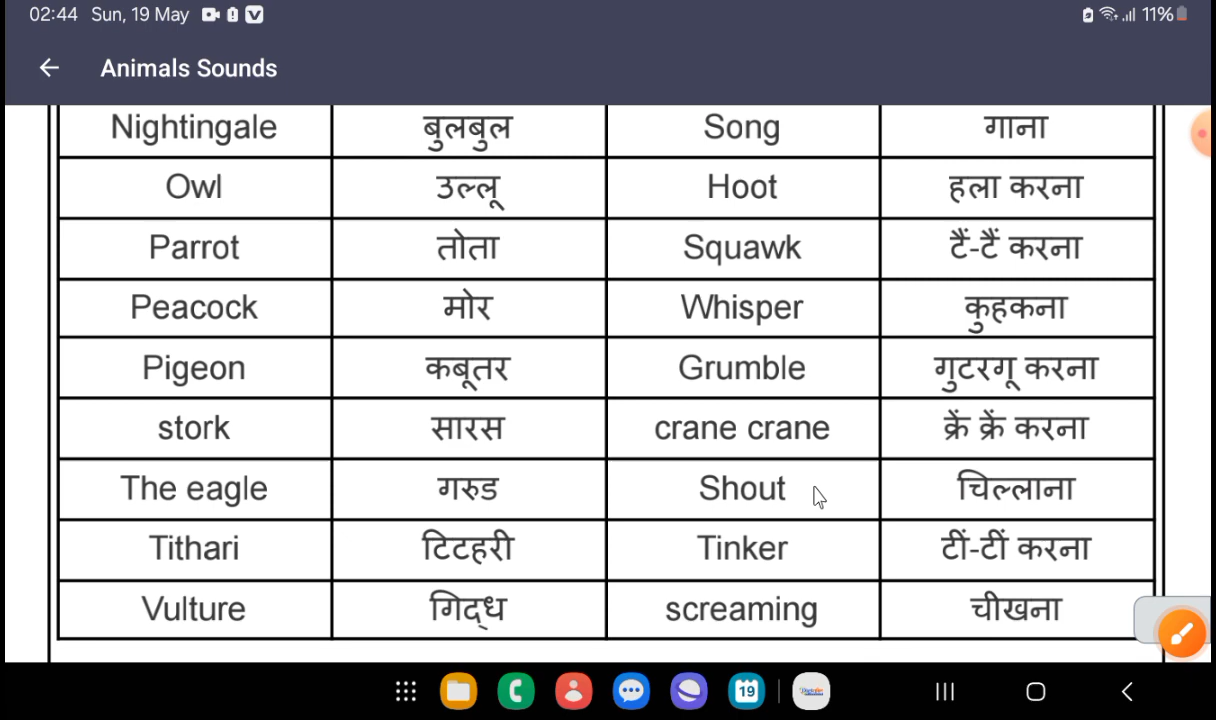 02:44 Sun, 19 May 11%
Animals Sounds
Nightingale बुलबुल Song गाना
Owl उल्लू Hoot हला करना
Parrot तोता Squawk टैं-टैं करना
Peacock मोर Whisper कुहकना
Pigeon कबूतर Grumble गुटरगू करना
stork सारस crane crane क्रें क्रें करना
The eagle गरुड Shout चिल्लाना
Tithari टिटहरी Tinker टीं-टीं करना
Vulture गिद्ध screaming चीखना
19